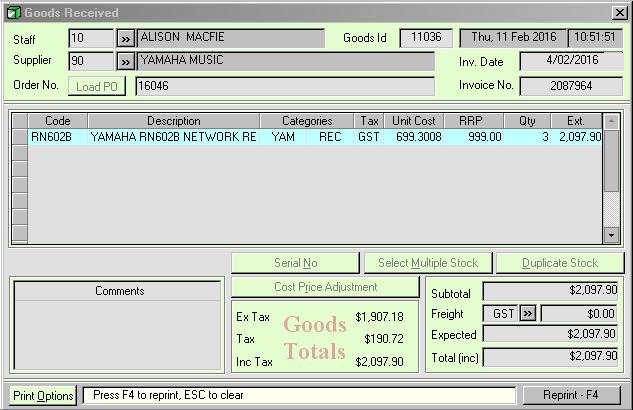 Goods Received
Staff 10 >> ALISON MACFIE Goods Id 11036 Thu, 11 Feb 2016 10:51:51
Supplier 90 >> YAMAHA MUSIC Inv. Date 4/02/2016
Order No. Load PO 16046 Invoice No. 2087964
Code Description Categories Tax Unit Cost RRP Qty Ext.
RN602B YAMAHA RN602B NETWORK RE YAM REC GST 699.3008 999.00 3 2,097.90
Serial No Select Multiple Stock Duplicate Stock
Comments
Cost Price Adjustment
Ex Tax $1,907.18
Tax $190.72
Inc Tax $2,097.90
Goods
Totals
Subtotal $2,097.90
Freight GST >> $0.00
Expected $2,097.90
Total (inc) $2,097.90
Print Options Press F4 to reprint, ESC to clear Reprint - F4